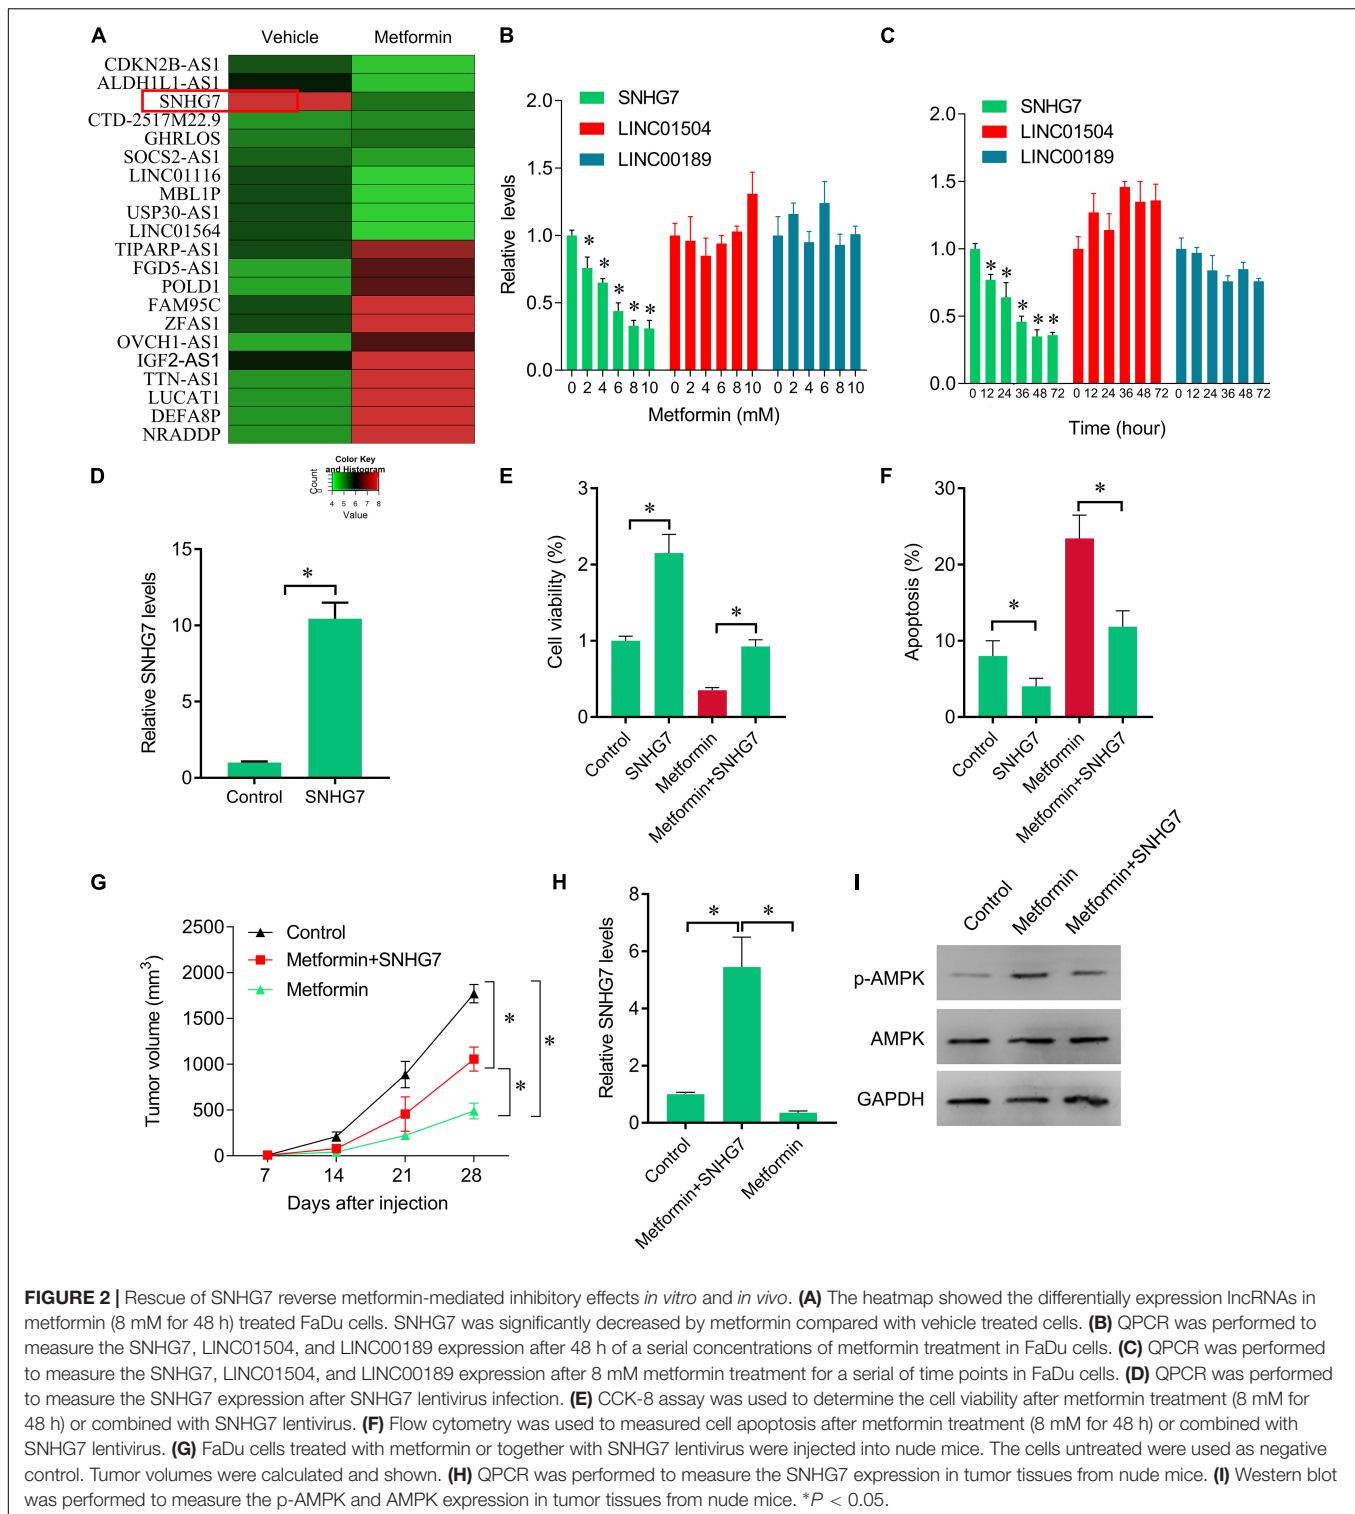 A
Vehicle Metformin
CDKN2B-AS1
ALDH1L1-AS1
SNHG7
CTD-2517M22.9
GHRLOS
SOCS2-AS1
LINC01116
MBL1P
USP30-AS1
LINC01564
TIPARP-AS1
FGD5-AS1
POLD1
FAM95C
ZFAS1
OVCH1-AS1
IGF2-AS1
TTN-AS1
LUCAT1
DEFA8P
NRADDP
Color Key
and Histogram
Count
0
4 5 6 7 8
Value
B
Relative levels
2.0
1.5
1.0
0.5
0.0
SNHG7
LINC01504
LINC00189
* * * * *
0 2 4 6 8 10 0 2 4 6 8 10 0 2 4 6 8 10
Metformin (mM)
C
2.0
1.5
1.0
0.5
0.0
SNHG7
LINC01504
LINC00189
* * * * *
0 12 24 36 48 72 0 12 24 36 48 72 0 12 24 36 48 72
Time (hour)
D
Relative SNHG7 levels
15
10
5
0
*
Control SNHG7
E
Cell viability (%)
3
2
1
0
* *
Control SNHG7 Metformin Metformin+SNHG7
F
Apoptosis (%)
30
20
10
0
* *
Control SNHG7 Metformin Metformin+SNHG7
G
Tumor volume (mm3)
2500
2000
1500
1000
500
0
Control
Metformin+SNHG7
Metformin
* * *
7 14 21 28
Days after injection
H
Relative SNHG7 levels
8
6
4
2
0
* *
Control Metformin+SNHG7 Metformin
I
Control Metformin Metformin+SNHG7
p-AMPK
AMPK
GAPDH
FIGURE 2 | Rescue of SNHG7 reverse metformin-mediated inhibitory effects in vitro and in vivo. (A) The heatmap showed the differentially expression lncRNAs in
metformin (8 mM for 48 h) treated FaDu cells. SNHG7 was significantly decreased by metformin compared with vehicle treated cells. (B) QPCR was performed to
measure the SNHG7, LINC01504, and LINC00189 expression after 48 h of a serial concentrations of metformin treatment in FaDu cells. (C) QPCR was performed
to measure the SNHG7, LINC01504, and LINC00189 expression after 8 mM metformin treatment for a serial of time points in FaDu cells. (D) QPCR was performed
to measure the SNHG7 expression after SNHG7 lentivirus infection. (E) CCK-8 assay was used to determine the cell viability after metformin treatment (8 mM for
48 h) or combined with SNHG7 lentivirus. (F) Flow cytometry was used to measured cell apoptosis after metformin treatment (8 mM for 48 h) or combined with
SNHG7 lentivirus. (G) FaDu cells treated with metformin or together with SNHG7 lentivirus were injected into nude mice. The cells untreated were used as negative
control. Tumor volumes were calculated and shown. (H) QPCR was performed to measure the SNHG7 expression in tumor tissues from nude mice. (I) Western blot
was performed to measure the p-AMPK and AMPK expression in tumor tissues from nude mice. *P < 0.05.